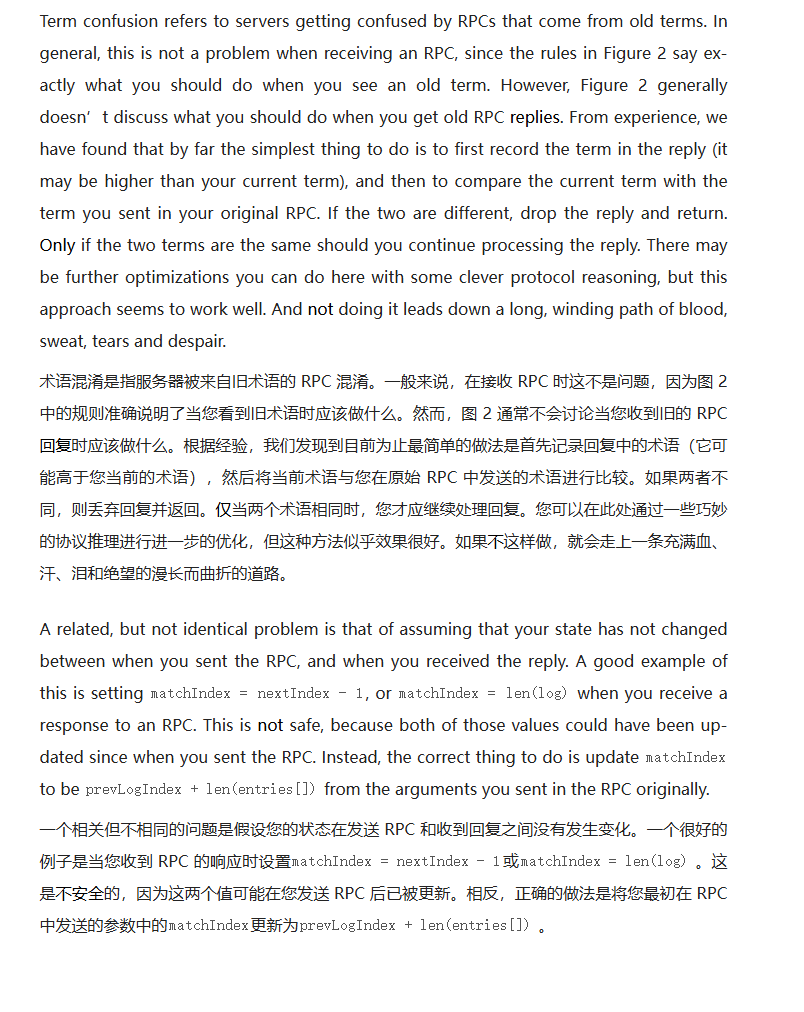 Term confusion refers to servers getting confused by RPCs that come from old terms. In
general, this is not a problem when receiving an RPC, since the rules in Figure 2 say ex-
actly what you should do when you see an old term. However, Figure 2 generally
doesn’t discuss what you should do when you get old RPC replies. From experience, we
have found that by far the simplest thing to do is to first record the term in the reply (it
may be higher than your current term), and then to compare the current term with the
term you sent in your original RPC. If the two are different, drop the reply and return.
Only if the two terms are the same should you continue processing the reply. There may
be further optimizations you can do here with some clever protocol reasoning, but this
approach seems to work well. And not doing it leads down a long, winding path of blood,
sweat, tears and despair.
术语混淆是指服务器被来自旧术语的 RPC 混淆。一般来说，在接收 RPC 时这不是问题，因为图 2
中的规则准确说明了当您看到旧术语时应该做什么。然而，图 2 通常不会讨论当您收到旧的 RPC
回复时应该做什么。根据经验，我们发现到目前为止最简单的做法是首先记录回复中的术语（它可
能高于您当前的术语），然后将当前术语与您在原始 RPC 中发送的术语进行比较。如果两者不
同，则丢弃回复并返回。仅当两个术语相同时，您才应继续处理回复。您可以在此处通过一些巧妙
的协议推理进行进一步的优化，但这种方法似乎效果很好。如果不这样做，就会走上一条充满血、
汗、泪和绝望的漫长而曲折的道路。
A related, but not identical problem is that of assuming that your state has not changed
between when you sent the RPC, and when you received the reply. A good example of
this is setting matchIndex = nextIndex - 1, or matchIndex = len(log) when you receive a
response to an RPC. This is not safe, because both of those values could have been up-
dated since when you sent the RPC. Instead, the correct thing to do is update matchIndex
to be prevLogIndex + len(entries[]) from the arguments you sent in the RPC originally.
一个相关但不相同的问题是假设您的状态在发送 RPC 和收到回复之间没有发生变化。一个很好的
例子是当您收到 RPC 的响应时设置matchIndex = nextIndex - 1或matchIndex = len(log) 。这
是不安全的，因为这两个值可能在您发送 RPC 后已被更新。相反，正确的做法是将您最初在 RPC
中发送的参数中的matchIndex更新为prevLogIndex + len(entries[]) 。